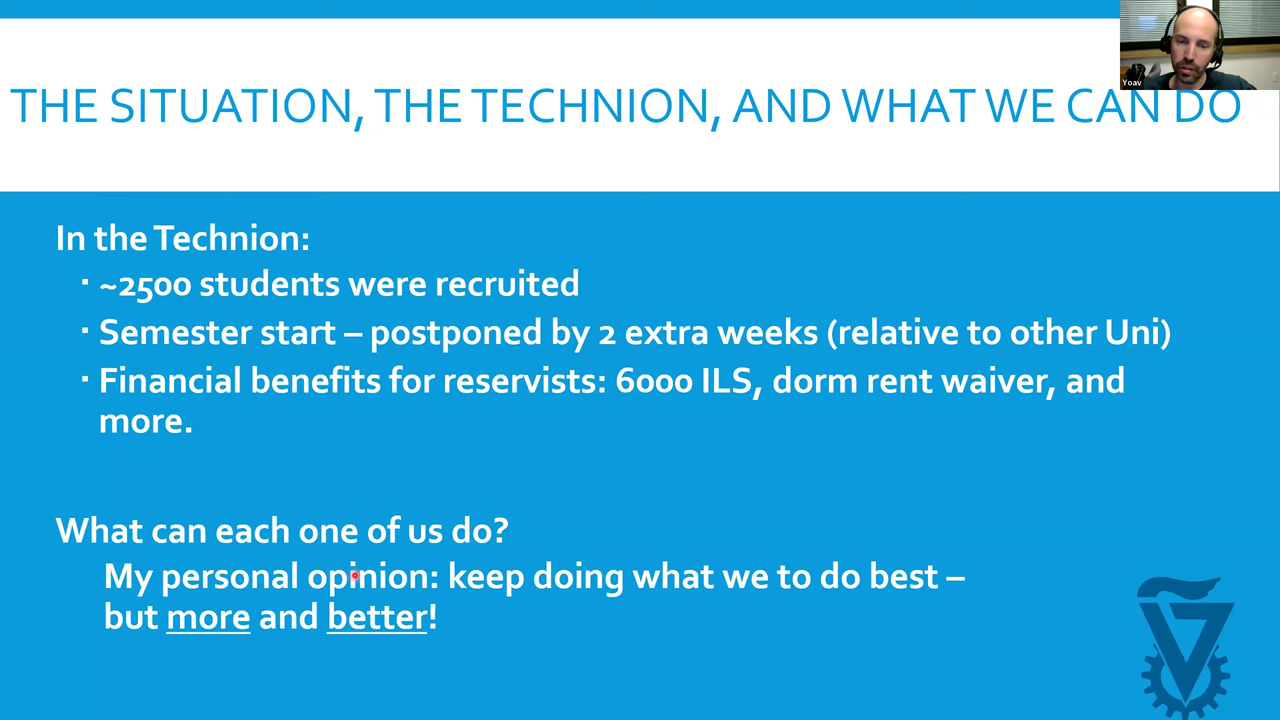 THE SITUATION, THE TECHNION, AND WHAT WE CAN DO
Yoav
In the Technion:
▪ ~2500 students were recruited
▪ Semester start – postponed by 2 extra weeks (relative to other Uni)
▪ Financial benefits for reservists: 6000 ILS, dorm rent waiver, and
more.
What can each one of us do?
My personal opinion: keep doing what we to do best –
but more and better!